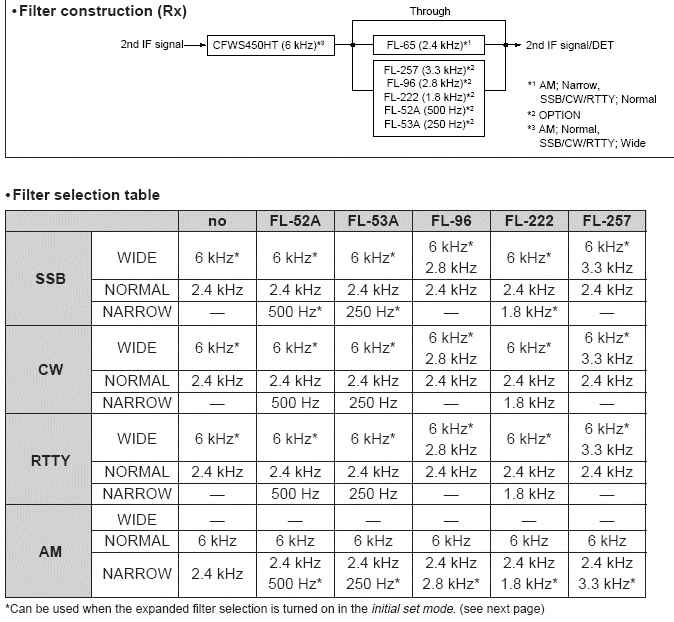 •Filter construction (Rx)
Through
2nd IF signal
CFWS450HT (6 kHz)*³
FL-65 (2.4 kHz)*¹
2nd IF signal/DET
FL-257 (3.3 kHz)*²
FL-96 (2.8 kHz)*²
FL-222 (1.8 kHz)*²
FL-52A (500 Hz)*²
FL-53A (250 Hz)*²
*¹ AM; Narrow,
SSB/CW/RTTY; Normal
*² OPTION
*³ AM; Normal,
SSB/CW/RTTY; Wide
•Filter selection table
no FL-52A FL-53A FL-96 FL-222 FL-257
SSB
WIDE 6 kHz* 6 kHz* 6 kHz* 6 kHz* 2.8 kHz 6 kHz* 6 kHz* 3.3 kHz
NORMAL 2.4 kHz 2.4 kHz 2.4 kHz 2.4 kHz 2.4 kHz 2.4 kHz
NARROW — 500 Hz* 250 Hz* — 1.8 kHz* —
CW
WIDE 6 kHz* 6 kHz* 6 kHz* 6 kHz* 2.8 kHz 6 kHz* 6 kHz* 3.3 kHz
NORMAL 2.4 kHz 2.4 kHz 2.4 kHz 2.4 kHz 2.4 kHz 2.4 kHz
NARROW — 500 Hz 250 Hz — 1.8 kHz —
RTTY
WIDE 6 kHz* 6 kHz* 6 kHz* 6 kHz* 2.8 kHz 6 kHz* 6 kHz* 3.3 kHz
NORMAL 2.4 kHz 2.4 kHz 2.4 kHz 2.4 kHz 2.4 kHz 2.4 kHz
NARROW — 500 Hz 250 Hz — 1.8 kHz —
AM
WIDE — — — — — —
NORMAL 6 kHz 6 kHz 6 kHz 6 kHz 6 kHz 6 kHz
NARROW 2.4 kHz 2.4 kHz 500 Hz* 2.4 kHz 250 Hz* 2.4 kHz 2.8 kHz* 2.4 kHz 1.8 kHz* 2.4 kHz 3.3 kHz*
*Can be used when the expanded filter selection is turned on in the initial set mode. (see next page)